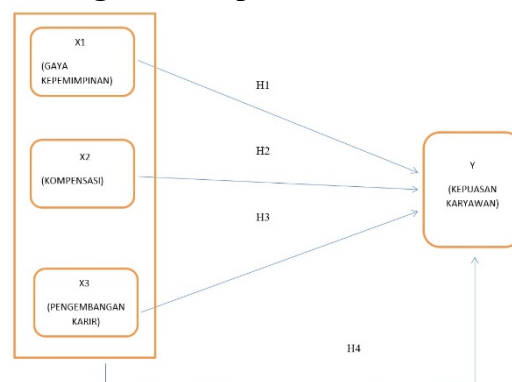 X1
(GAYA
KEPEMIMPINAN)
H1
X2
(KOMPENSASI)
H2
Y
(KEPUASAN
KARYAWAN)
H3
X3
(PENGEMBANGAN
KARIR)
H4